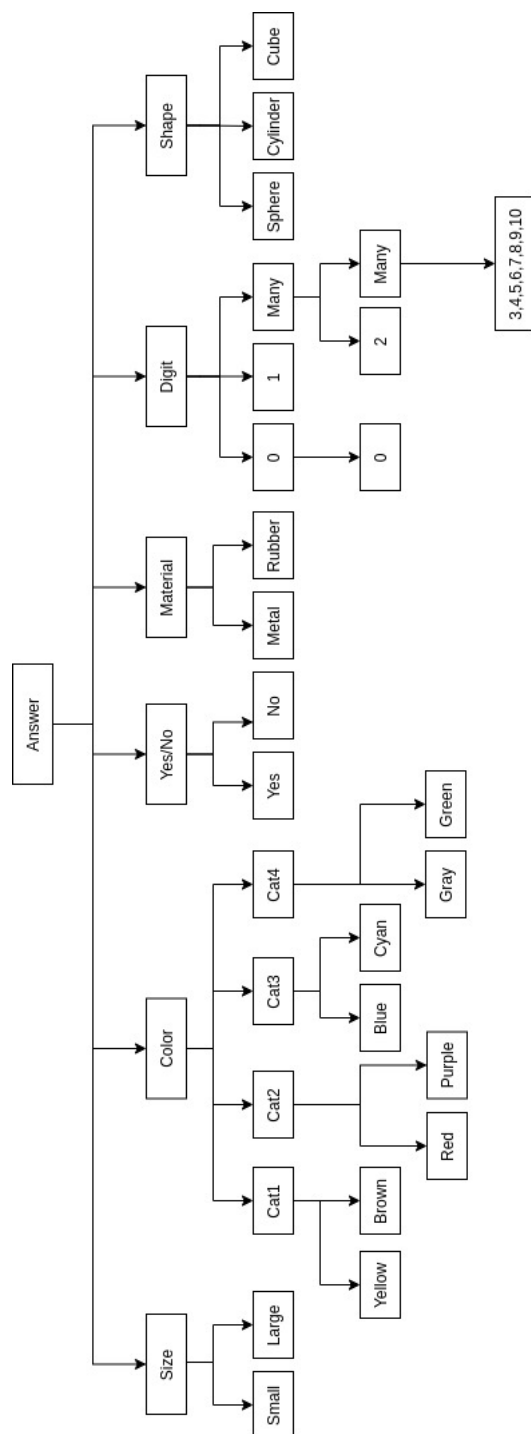 Answer
Size
Color
Yes/No
Material
Digit
Shape
Small
Large
Cat1
Cat2
Cat3
Cat4
Yes
No
Metal
Rubber
0
1
Many
Sphere
Cylinder
Cube
Yellow
Brown
Blue
Cyan
0
2
Many
Red
Purple
Gray
Green
3,4,5,6,7,8,9,10